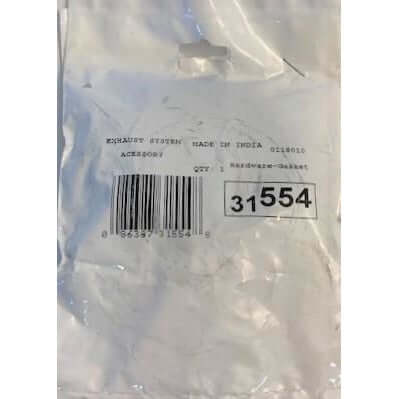 EXHAUST SYSTEM MADE IN INDIA 0118010
ACESSORY
QTY: 1 Hardware-Gasket
31554
0 86387 31554 8